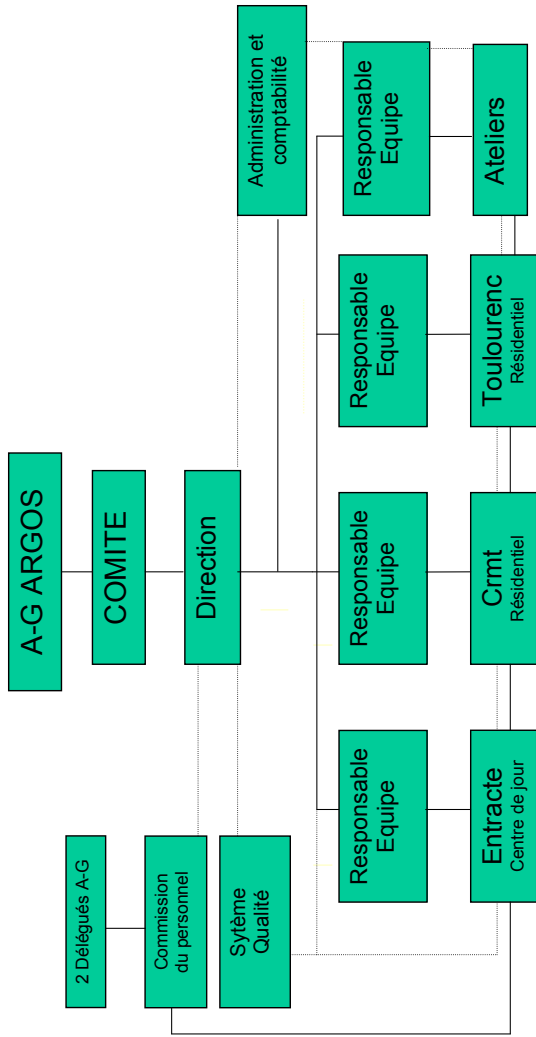 A-G ARGOS
COMITE
Direction
2 Délégués A-G
Commission
du personnel
Sytème
Qualité
Administration et
comptabilité
Responsable
Equipe
Responsable
Equipe
Responsable
Equipe
Responsable
Equipe
Entracte
Centre de jour
Crmt
Résidentiel
Toulourenc
Résidentiel
Ateliers